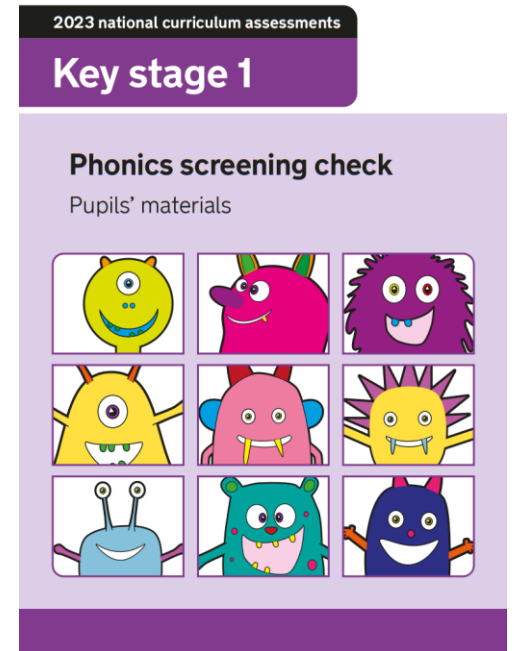 2023 national curriculum assessments
Key stage 1
Phonics screening check
Pupils’ materials